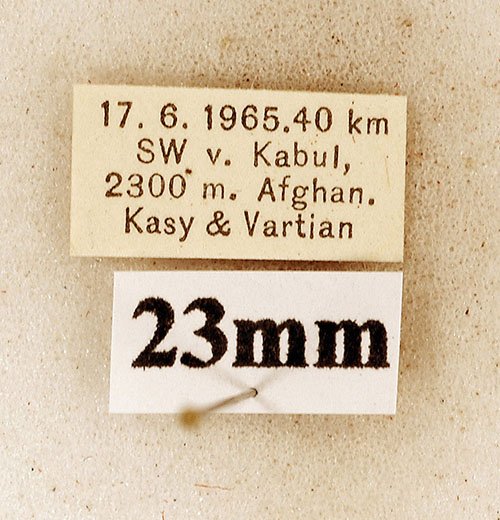 17. 6. 1965.40 km
SW. v. Kabul,
2300 m. Afghan.
Kasy & Vartian
23mm